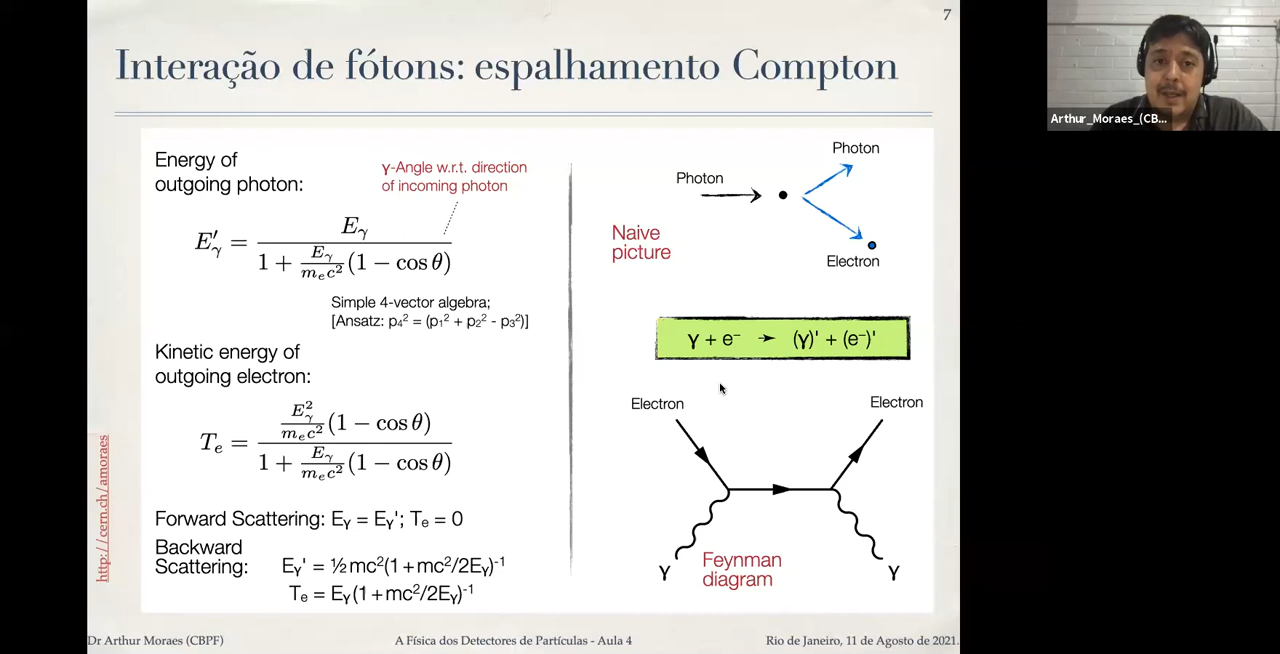 7
Interação de fótons: espalhamento Compton
Energy of
outgoing photon:
γ-Angle w.r.t. direction
of incoming photon
E′γ = Eγ / (1 + Eγ/mₑc² (1 − cos θ))
Simple 4-vector algebra;
[Ansatz: p₄² = (p₁² + p₂² - p₃²)]
Kinetic energy of
outgoing electron:
Tₑ = (Eγ²/mₑc² (1 − cos θ)) / (1 + Eγ/mₑc² (1 − cos θ))
Forward Scattering: Eγ = Eγ'; Tₑ = 0
Backward
Scattering: Eγ' = ½mc²(1+mc²/2Eγ)⁻¹
Tₑ = Eγ(1+mc²/2Eγ)⁻¹
Photon
Photon
Naive
picture
Electron
γ + e⁻ → (γ)' + (e⁻)'
Electron
Electron
Feynman
diagram
γ
γ
http://cern.ch/amoraes
Dr Arthur Moraes (CBPF)
A Física dos Detectores de Partículas - Aula 4
Rio de Janeiro, 11 de Agosto de 2021.
Arthur_Moraes_(CB...